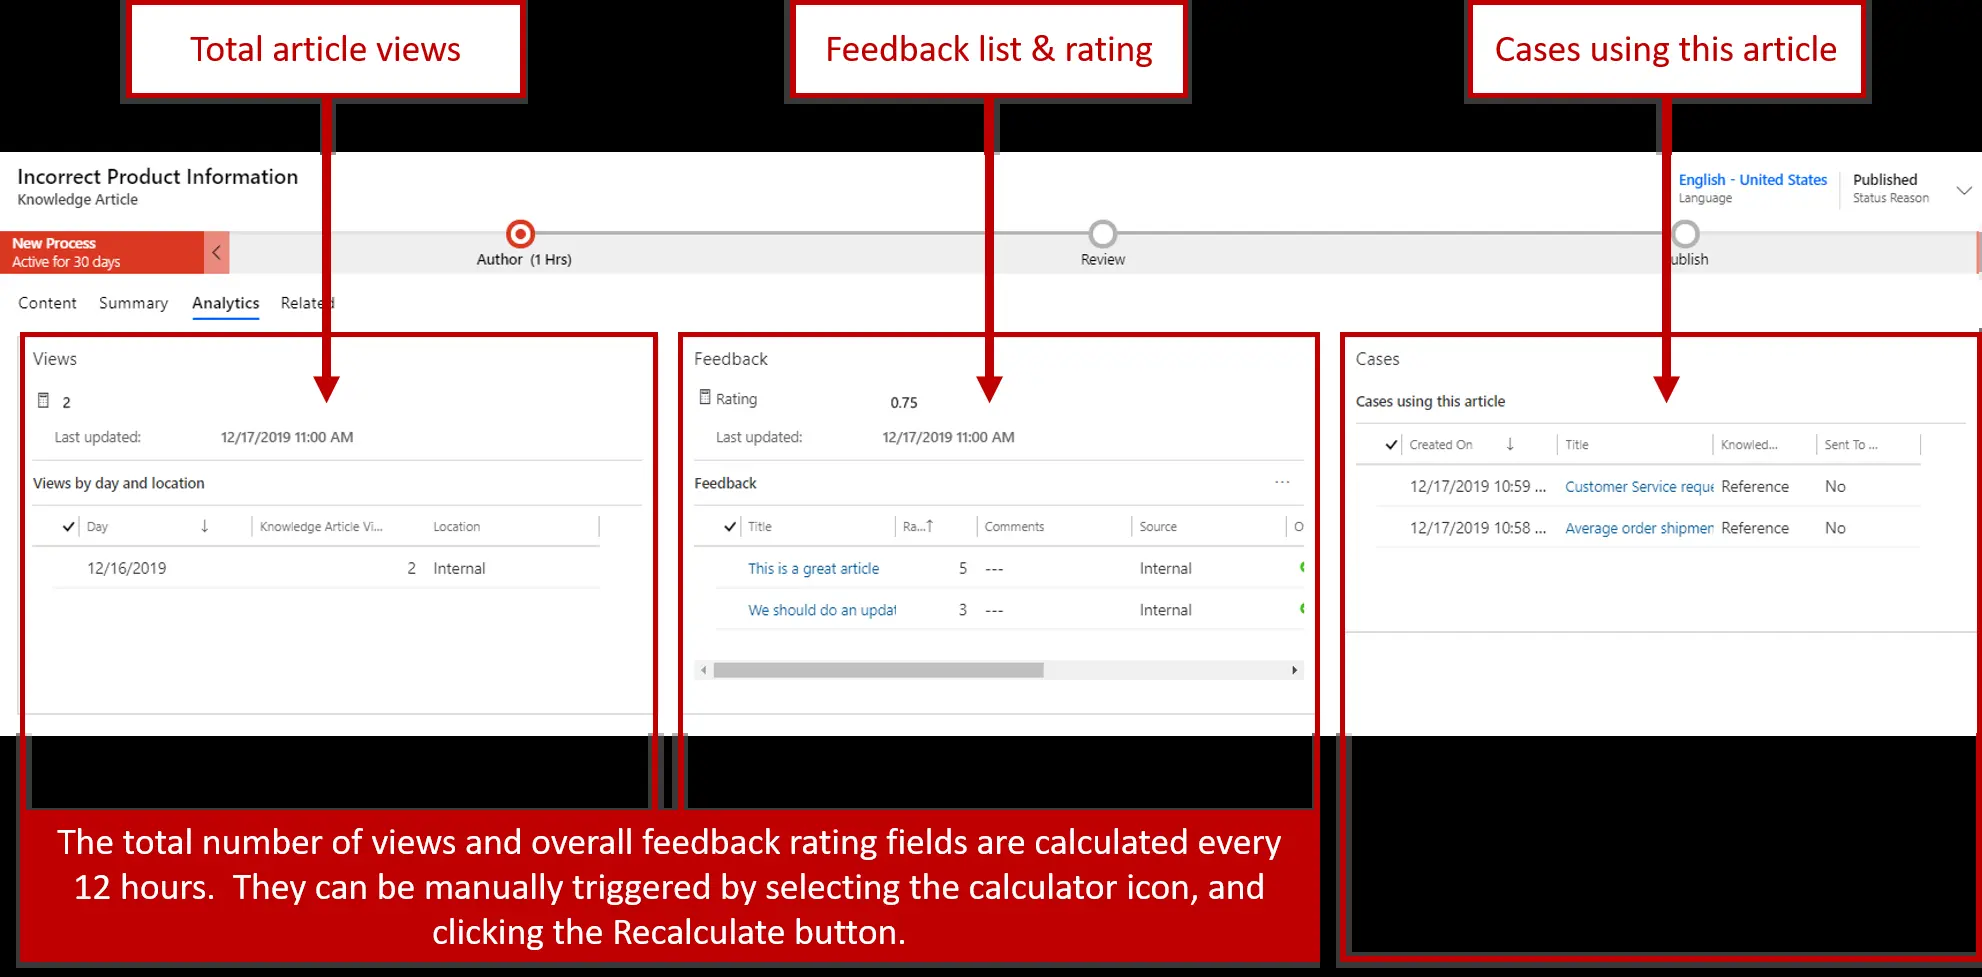 Total article views
Feedback list & rating
Cases using this article
Incorrect Product Information
Knowledge Article
English - United States
Language
Published
Status Reason
New Process
Active for 30 days
Author (1 Hrs)
Review
ublish
Content Summary Analytics Related
Views
2
Last updated: 12/17/2019 11:00 AM
Views by day and location
Day Knowledge Article Vi... Location
12/16/2019 2 Internal
Feedback
Rating 0.75
Last updated: 12/17/2019 11:00 AM
Feedback ...
Title Ra... Comments Source O
This is a great article 5 --- Internal
We should do an updat 3 --- Internal
Cases
Cases using this article
Created On Title Knowled... Sent To ...
12/17/2019 10:59 ... Customer Service reque Reference No
12/17/2019 10:58 ... Average order shipmen Reference No
The total number of views and overall feedback rating fields are calculated every
12 hours. They can be manually triggered by selecting the calculator icon, and
clicking the Recalculate button.